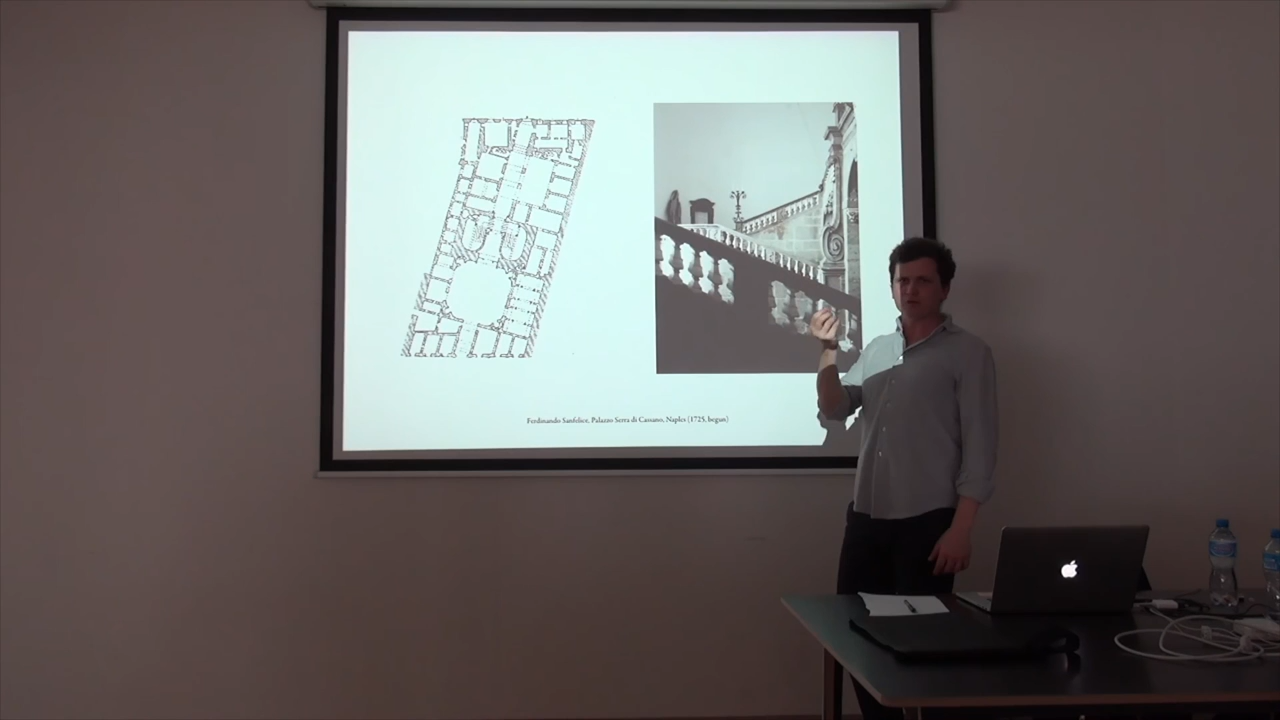 Ferdinando Sanfelice, Palazzo Serra di Cassano, Naples (1725, begun)